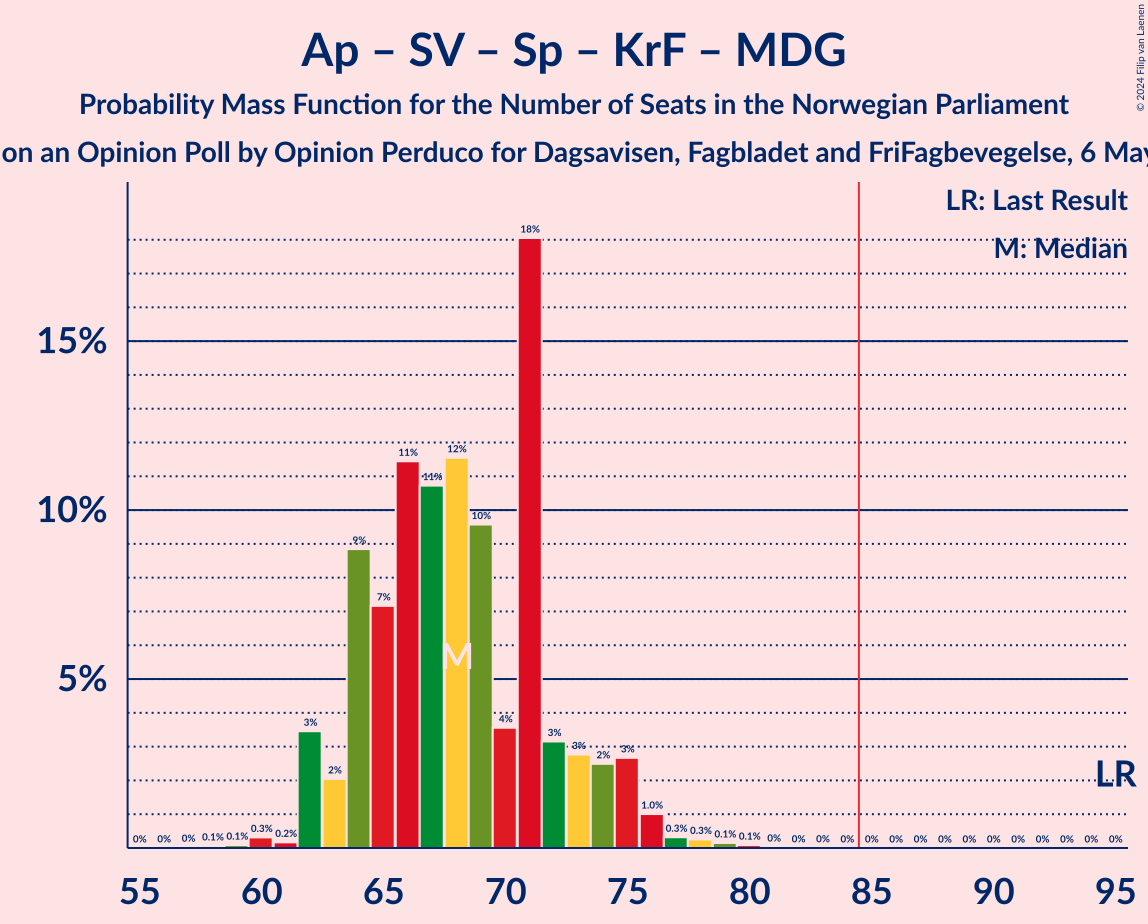 Ap – SV – Sp – KrF – MDG
Probability Mass Function for the Number of Seats in the Norwegian Parliament
on an Opinion Poll by Opinion Perduco for Dagsavisen, Fagbladet and FriFagbevegelse, 6 May
© 2024 Filip van Laenen
LR: Last Result
M: Median
18%
15%
12%
11%
11%
10%
10%
9%
7%
M
5%
4%
3%
3%
3%
3%
2%
2%
LR
1.0%
0% 0% 0% 0.1% 0.1% 0.3% 0.2% 0.3% 0.3% 0.1% 0.1% 0% 0% 0% 0% 0% 0% 0% 0% 0% 0% 0% 0% 0% 0% 0%
55 60 65 70 75 80 85 90 95